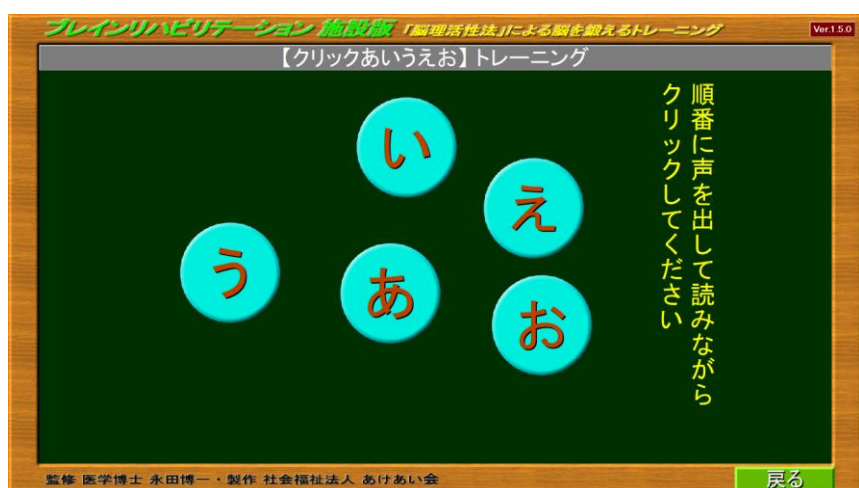 ブレインリハビリテーション 施設版 「脳理活性法」による脳を鍛えるトレーニング
Ver.1.5.0
【クリックあいうえお】トレーニング
順番に声を出して読みながら
クリックしてください
い
え
う
あ
お
監修 医学博士 永田博一・製作 社会福祉法人 あけあい会
戻る